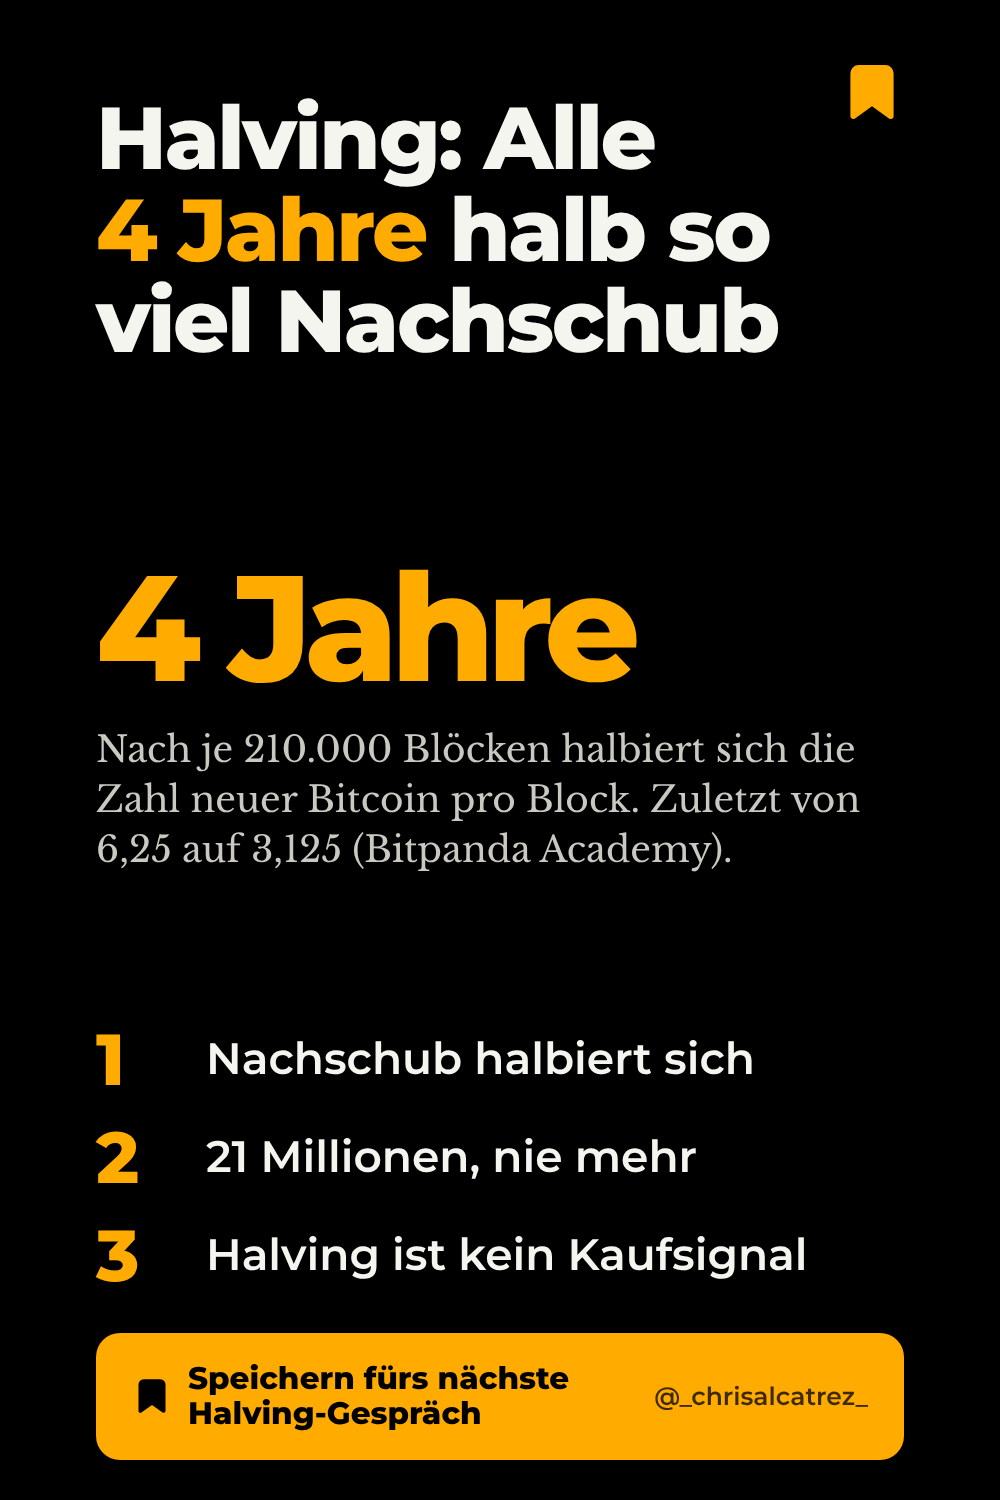 Halving: Alle
4 Jahre halb so
viel Nachschub
4 Jahre
Nach je 210.000 Blöcken halbiert sich die
Zahl neuer Bitcoin pro Block. Zuletzt von
6,25 auf 3,125 (Bitpanda Academy).
1 Nachschub halbiert sich
2 21 Millionen, nie mehr
3 Halving ist kein Kaufsignal
Speichern fürs nächste
Halving-Gespräch
@_chrisalcatrez_